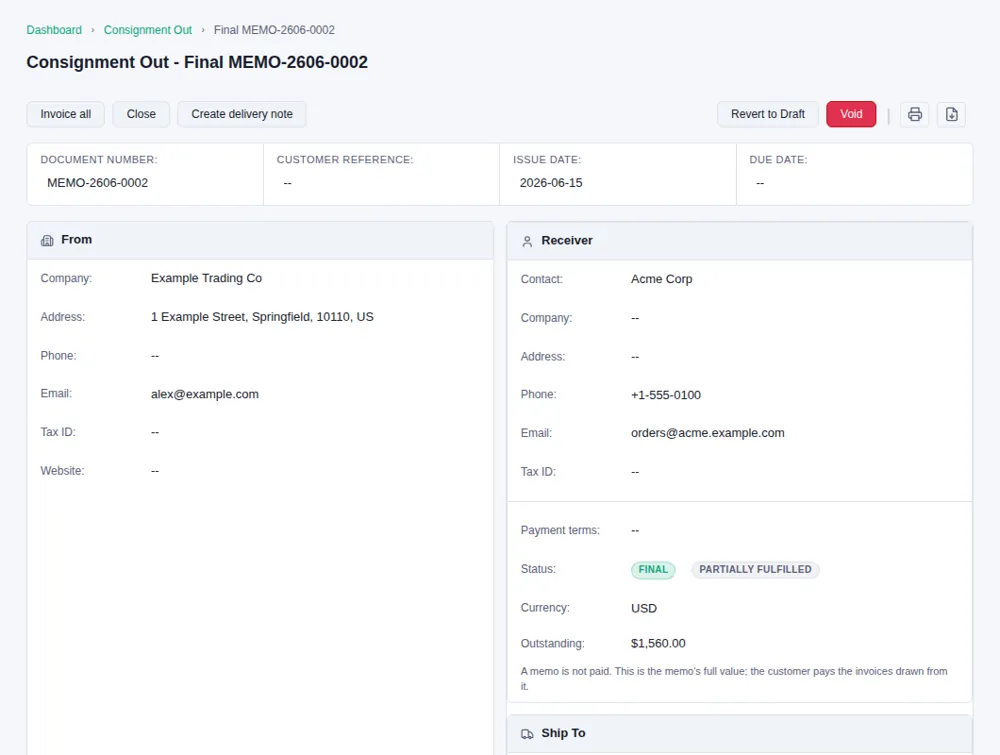 Dashboard › Consignment Out › Final MEMO-2606-0002
Consignment Out - Final MEMO-2606-0002
Invoice all Close Create delivery note Revert to Draft Void |
DOCUMENT NUMBER: CUSTOMER REFERENCE: ISSUE DATE: DUE DATE:
MEMO-2606-0002 -- 2026-06-15 --
From
Company: Example Trading Co
Address: 1 Example Street, Springfield, 10110, US
Phone: --
Email: alex@example.com
Tax ID: --
Website: --
Receiver
Contact: Acme Corp
Company: --
Address: --
Phone: +1-555-0100
Email: orders@acme.example.com
Tax ID: --
Payment terms: --
Status: FINAL PARTIALLY FULFILLED
Currency: USD
Outstanding: $1,560.00
A memo is not paid. This is the memo's full value; the customer pays the invoices drawn from
it.
Ship To